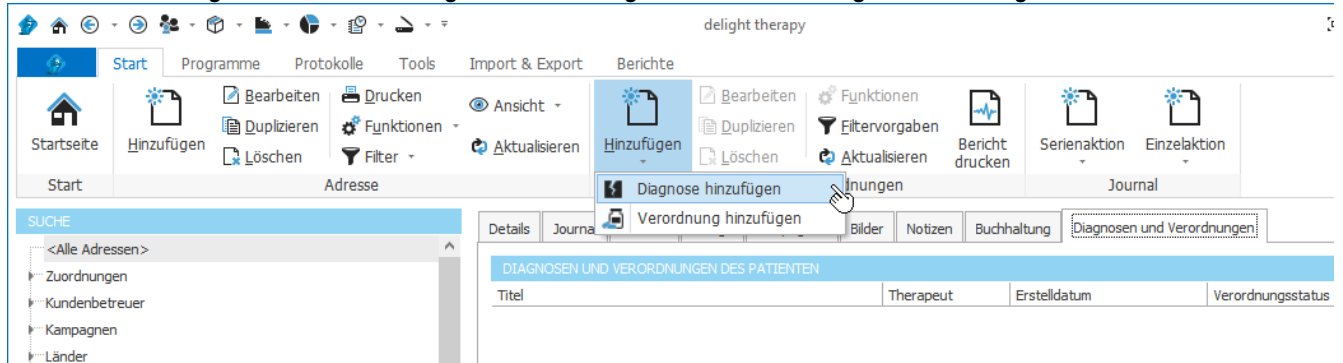 delight therapy
Start Programme Protokolle Tools Import & Export Berichte
Startseite
Hinzufügen
Bearbeiten
Duplizieren
Löschen
Drucken
Funktionen
Filter
Ansicht
Aktualisieren
Hinzufügen
Bearbeiten
Duplizieren
Löschen
Funktionen
Filtervorgaben
Aktualisieren
Bericht
drucken
Serienaktion
Einzelaktion
Start Adresse Journal
Diagnose hinzufügen
Verordnung hinzufügen
SUCHE
<Alle Adressen>
Zuordnungen
Kundenbetreuer
Kampagnen
Länder
Details Bilder Notizen Buchhaltung Diagnosen und Verordnungen
DIAGNOSEN UND VERORDNUNGEN DES PATIENTEN
Titel Therapeut Erstelldatum Verordnungsstatus